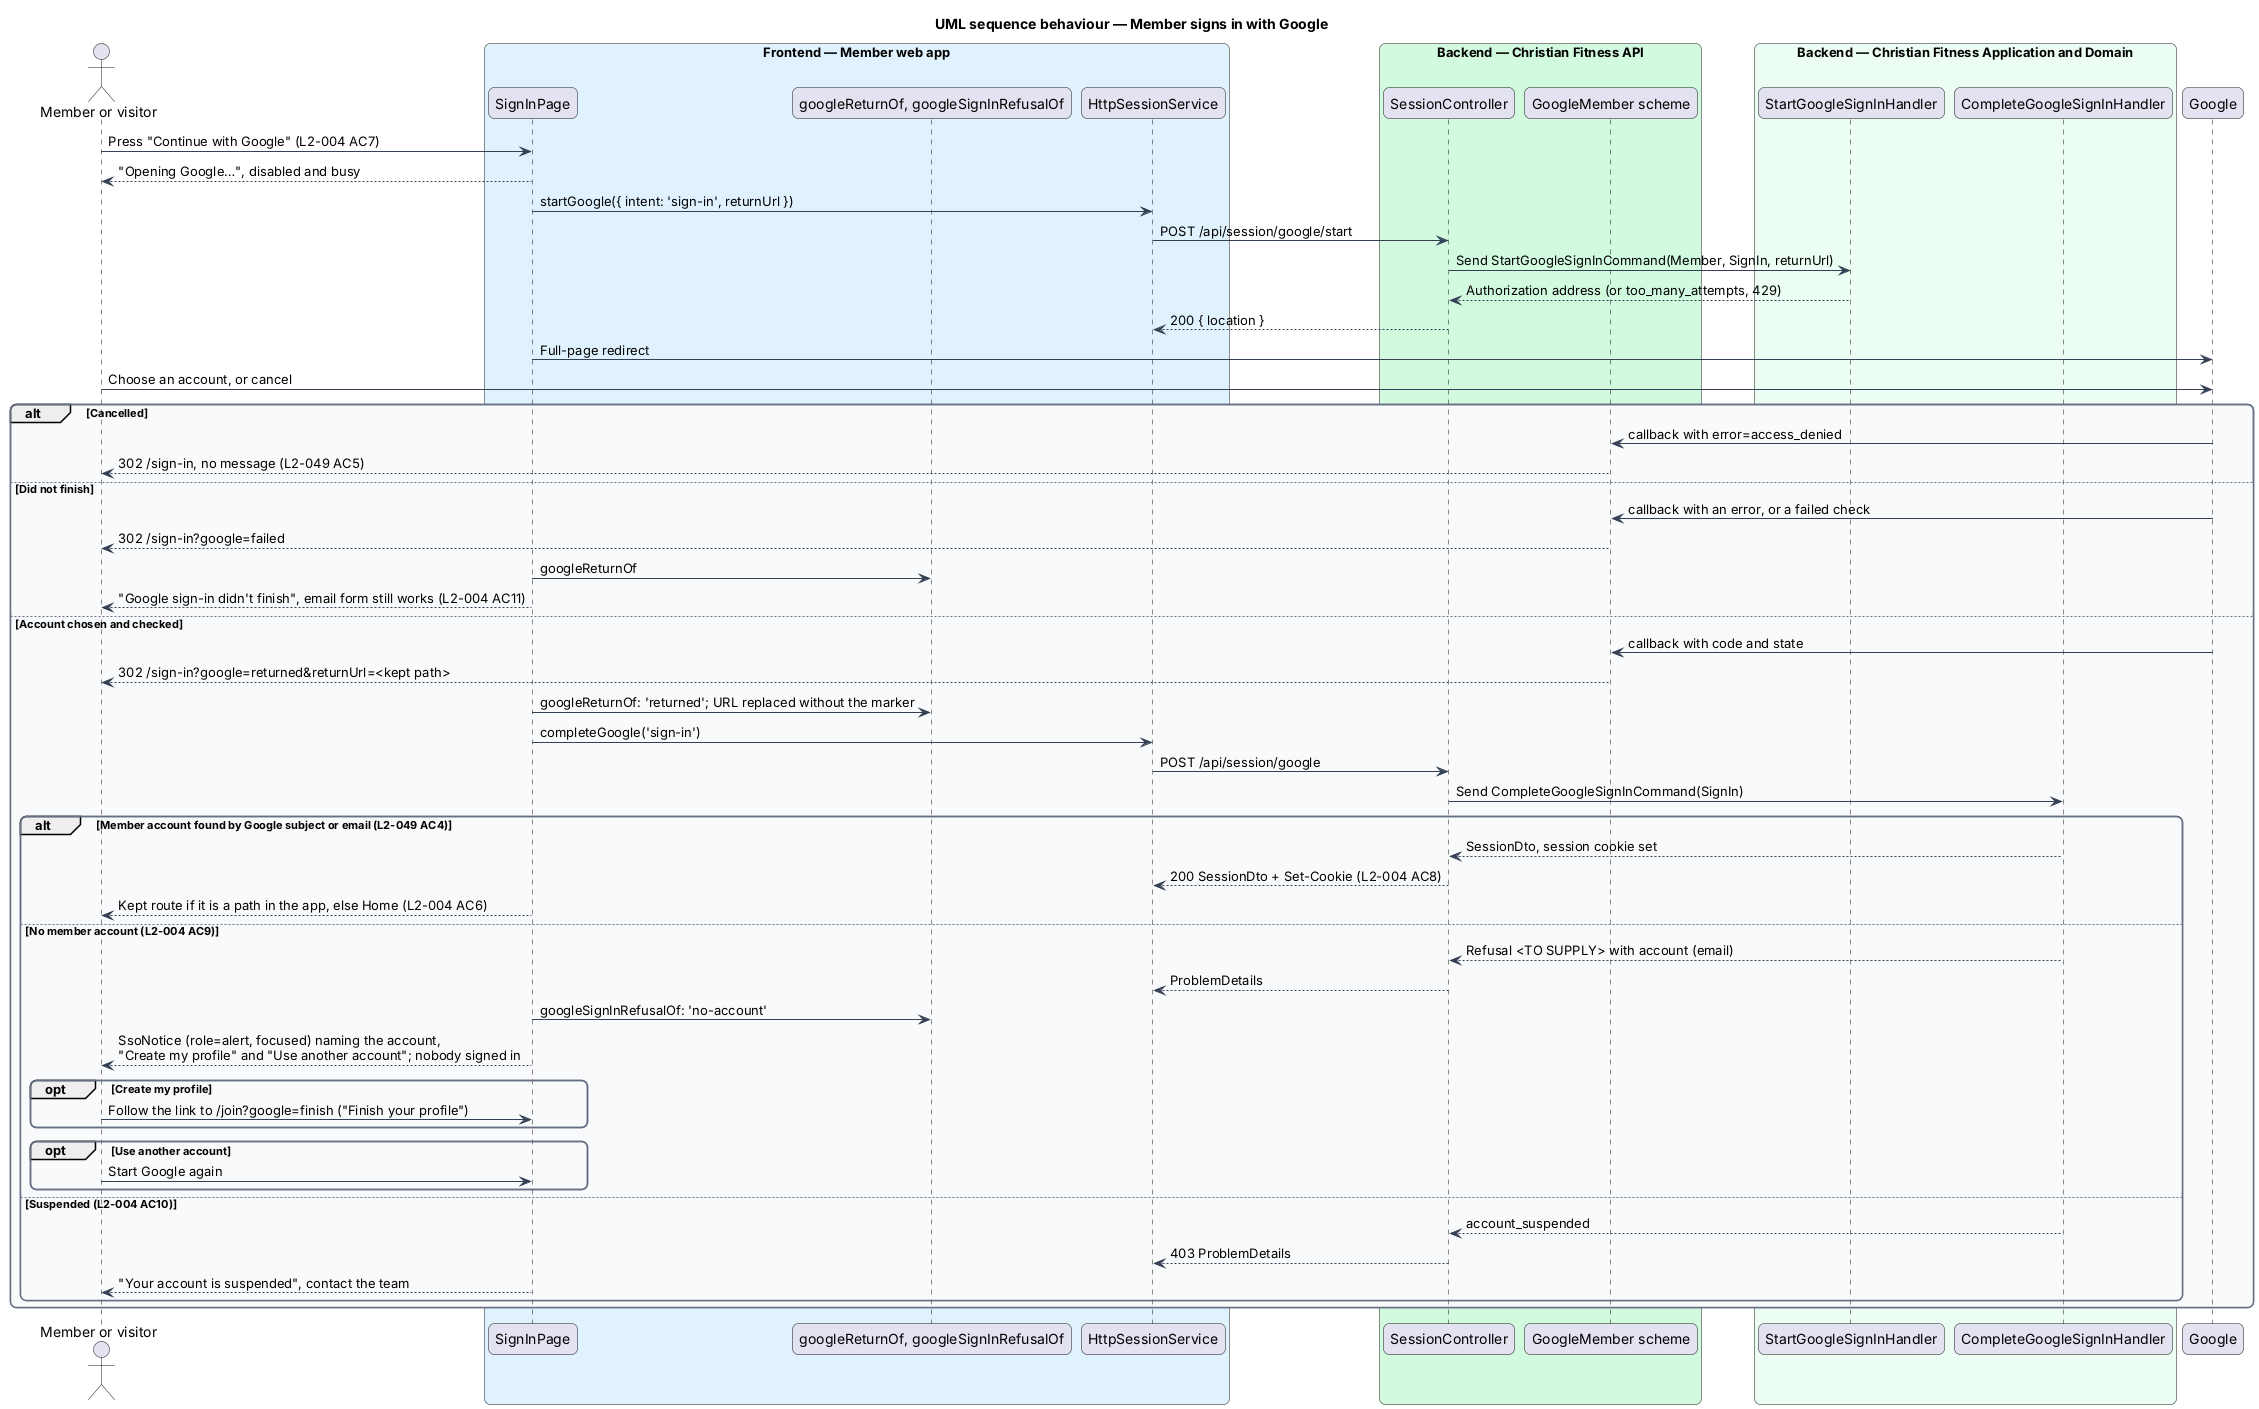 UML sequence behaviour — Member signs in with Google
Frontend — Member web app
Backend — Christian Fitness API
Backend — Christian Fitness Application and Domain
Member or visitor
SignInPage
googleReturnOf, googleSignInRefusalOf
HttpSessionService
SessionController
GoogleMember scheme
StartGoogleSignInHandler
CompleteGoogleSignInHandler
Google
Press "Continue with Google" (L2-004 AC7)
"Opening Google…", disabled and busy
startGoogle({ intent: 'sign-in', returnUrl })
POST /api/session/google/start
Send StartGoogleSignInCommand(Member, SignIn, returnUrl)
Authorization address (or too_many_attempts, 429)
200 { location }
Full-page redirect
Choose an account, or cancel
alt [Cancelled]
callback with error=access_denied
302 /sign-in, no message (L2-049 AC5)
[Did not finish]
callback with an error, or a failed check
302 /sign-in?google=failed
googleReturnOf
"Google sign-in didn't finish", email form still works (L2-004 AC11)
[Account chosen and checked]
callback with code and state
302 /sign-in?google=returned&returnUrl=<kept path>
googleReturnOf: 'returned'; URL replaced without the marker
completeGoogle('sign-in')
POST /api/session/google
Send CompleteGoogleSignInCommand(SignIn)
alt [Member account found by Google subject or email (L2-049 AC4)]
SessionDto, session cookie set
200 SessionDto + Set-Cookie (L2-004 AC8)
Kept route if it is a path in the app, else Home (L2-004 AC6)
[No member account (L2-004 AC9)]
Refusal <TO SUPPLY> with account (email)
ProblemDetails
googleSignInRefusalOf: 'no-account'
SsoNotice (role=alert, focused) naming the account,
"Create my profile" and "Use another account"; nobody signed in
opt [Create my profile]
Follow the link to /join?google=finish ("Finish your profile")
opt [Use another account]
Start Google again
[Suspended (L2-004 AC10)]
account_suspended
403 ProblemDetails
"Your account is suspended", contact the team
Member or visitor
SignInPage
googleReturnOf, googleSignInRefusalOf
HttpSessionService
SessionController
GoogleMember scheme
StartGoogleSignInHandler
CompleteGoogleSignInHandler
Google